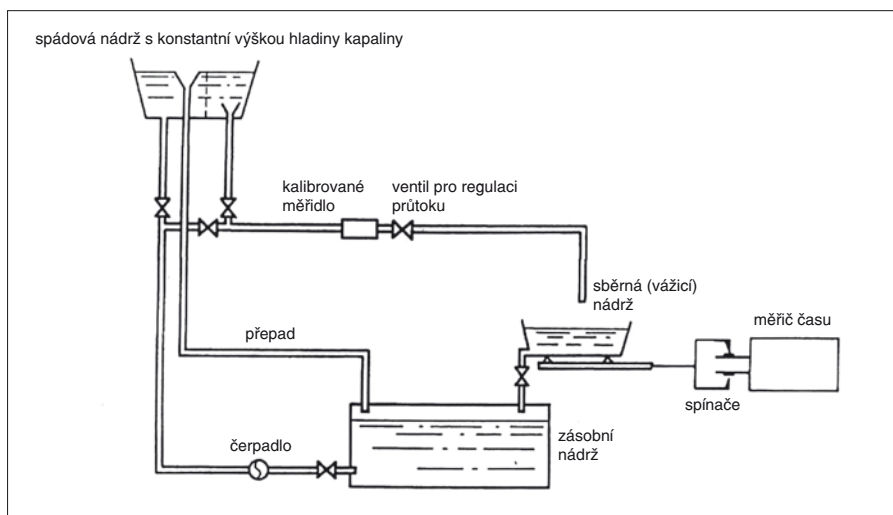 spádová nádrž s konstantní výškou hladiny kapaliny
kalibrované
měřidlo
ventil pro regulaci
průtoku
sběrná (vážicí)
nádrž
měřič času
přepad
spínače
čerpadlo
zásobní
nádrž